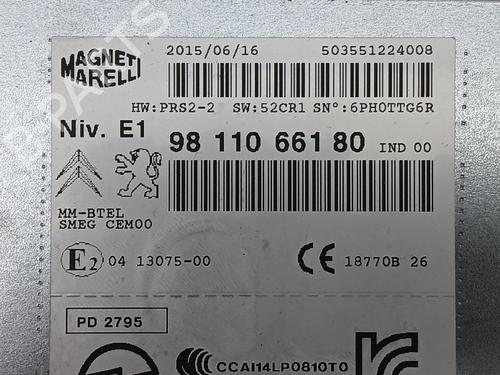 MAGNETI
MARELLI
2015/06/16 503551224008
HW:PRS2-2 SW:52CR1 SN°:6PH0TTG6R
Niv. E1 98 110 661 80 IND 00
MM-BTEL
SMEG CEM00
E2 04 13075-00 CE 18770B 26
PD 2795
CCAI14LP0810T0